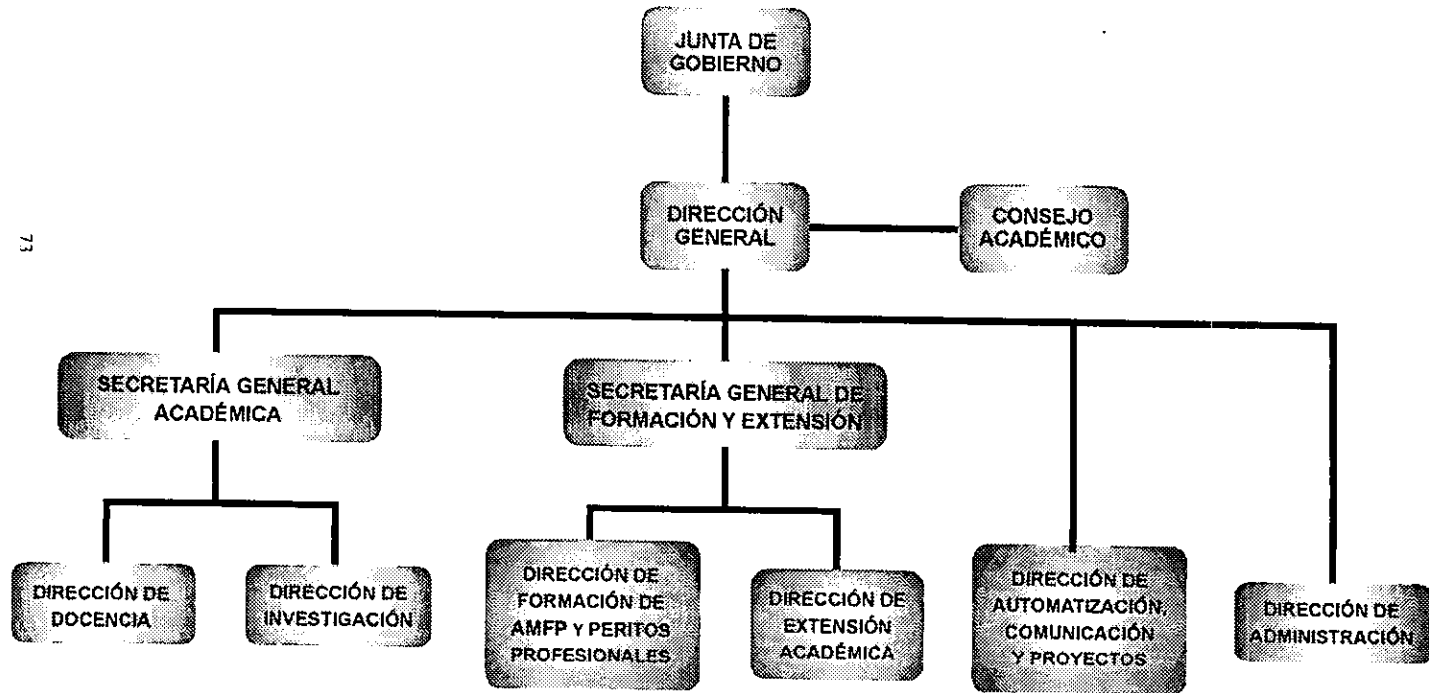 JUNTA DE
GOBIERNO
DIRECCIÓN
GENERAL
CONSEJO
ACADÉMICO
73
SECRETARÍA GENERAL
ACADÉMICA
SECRETARÍA GENERAL DE
FORMACIÓN Y EXTENSIÓN
DIRECCIÓN DE
DOCENCIA
DIRECCIÓN DE
INVESTIGACIÓN
DIRECCIÓN DE
FORMACIÓN DE
AMFP Y PERITOS
PROFESIONALES
DIRECCIÓN DE
EXTENSIÓN
ACADÉMICA
DIRECCIÓN DE
AUTOMATIZACIÓN,
COMUNICACIÓN
Y PROYECTOS
DIRECCIÓN DE
ADMINISTRACIÓN